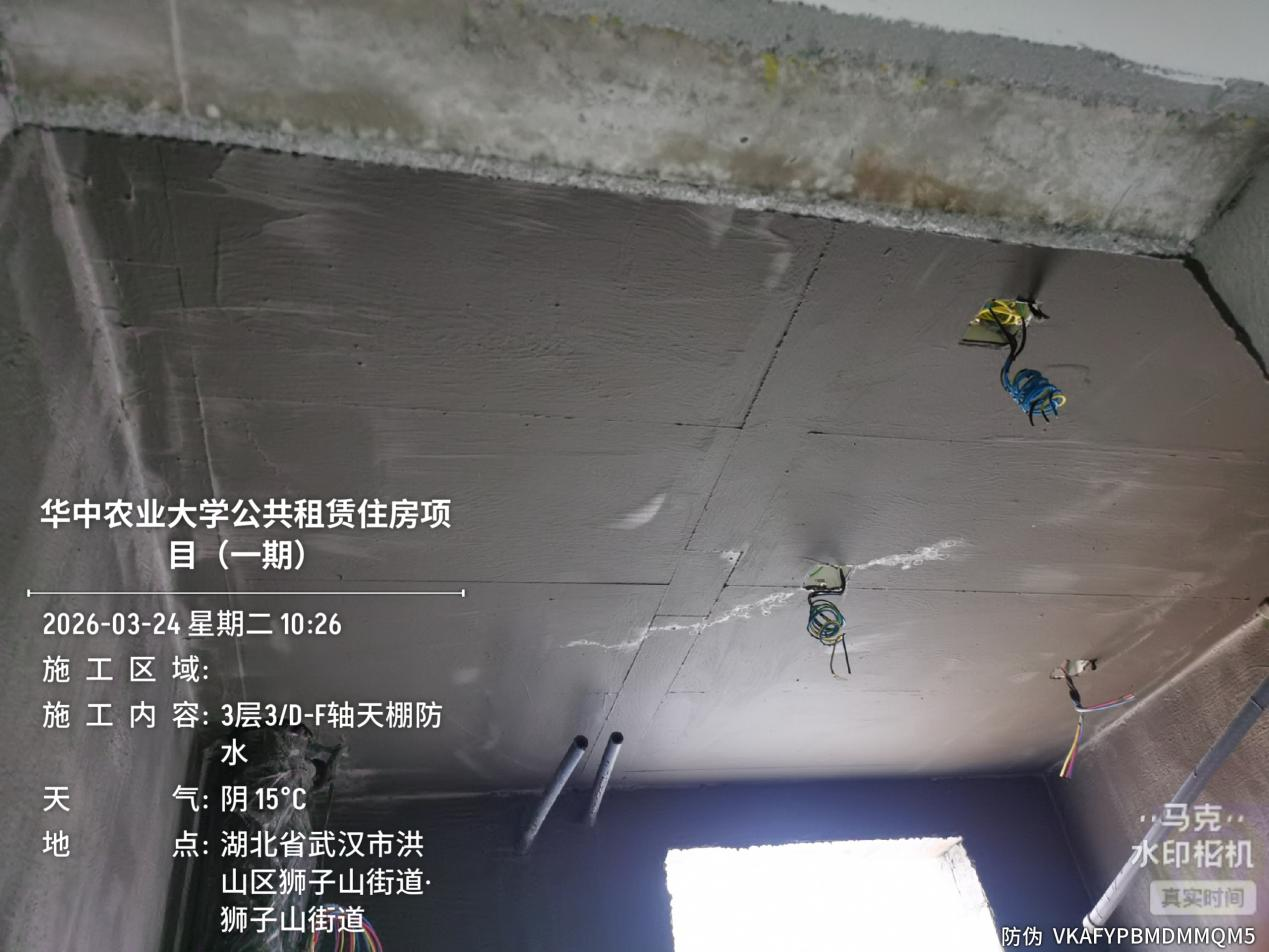 华中农业大学公共租赁住房项
目（一期）
2026-03-24 星期二 10:26
施工区域:
施工内容: 3层3/D-F轴天棚防
水
天气: 阴 15°C
地点: 湖北省武汉市洪
山区狮子山街道·
狮子山街道
马克
水印相机
真实时间
防伪 VKAFYPBMDMMQM5